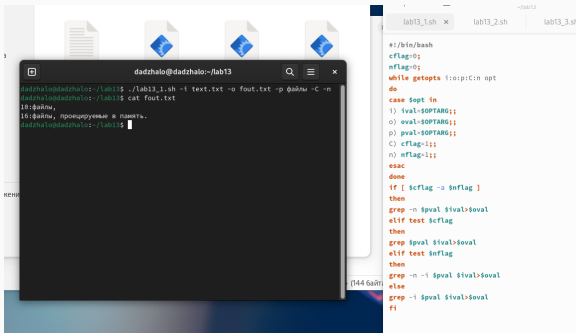 dadzhalo@dadzhalo:~/lab13
dadzhalo@dadzhalo:~/lab13$ ./lab13_1.sh -i text.txt -o fout.txt -p файлы -C -n
dadzhalo@dadzhalo:~/lab13$ cat fout.txt
10:файлы,
16:файлы, проецируемые в память.
dadzhalo@dadzhalo:~/lab13$
(144 байта
~/lab13
lab13_1.sh ×
lab13_2.sh
lab13_3.sh
#!/bin/bash
cflag=0;
nflag=0;
while getopts i:o:p:C:n opt
do
case $opt in
i) ival=$OPTARG;;
o) oval=$OPTARG;;
p) pval=$OPTARG;;
C) cflag=1;;
n) nflag=1;;
esac
done
if [ $cflag -a $nflag ]
then
grep -n $pval $ival>$oval
elif test $cflag
then
grep $pval $ival>$oval
elif test $nflag
then
grep -n -i $pval $ival>$oval
else
grep -i $pval $ival>$oval
fi